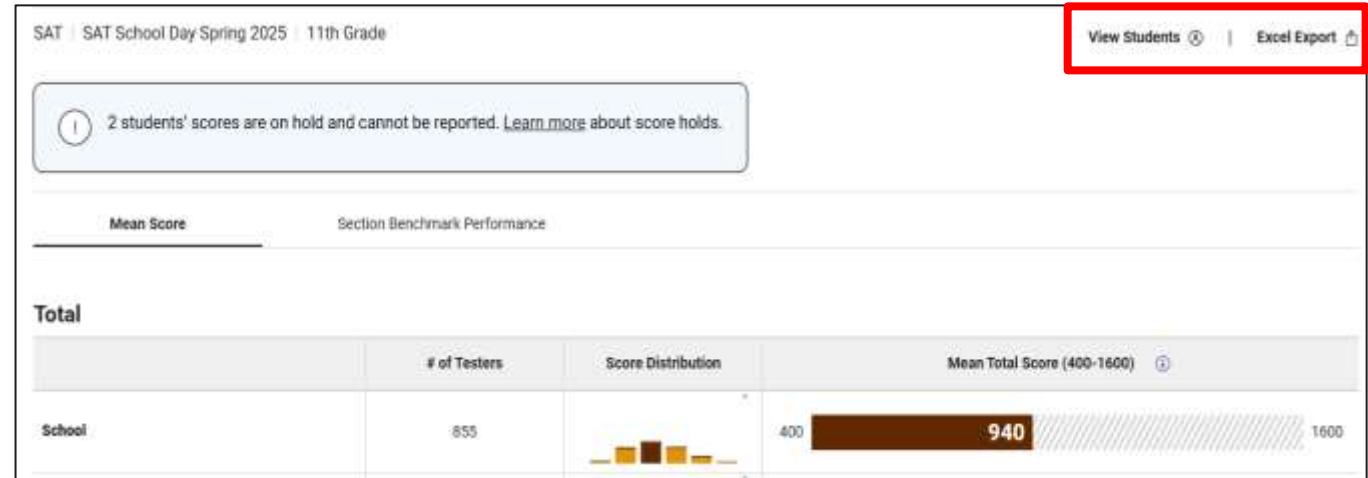 SAT | SAT School Day Spring 2025 | 11th Grade
View Students | Excel Export
2 students' scores are on hold and cannot be reported. Learn more about score holds.
Mean Score Section Benchmark Performance
Total
# of Testers Score Distribution Mean Total Score (400-1600)
School 855 400 940 1600